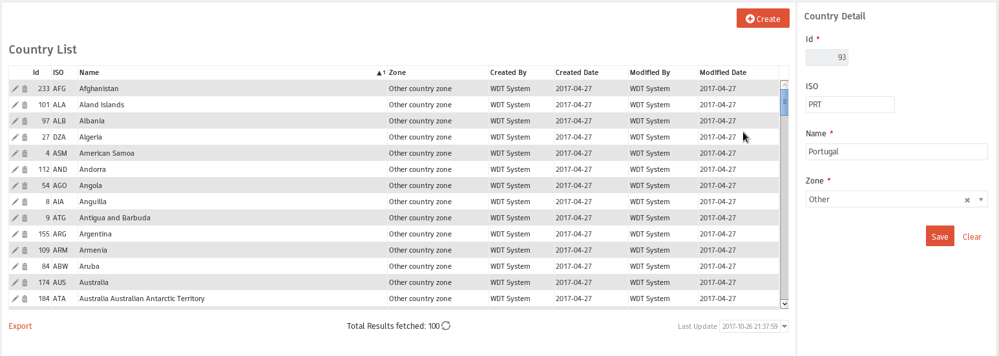 Create
Country List
Id ISO Name ▲1 Zone Created By Created Date Modified By Modified Date
233 AFG Afghanistan Other country zone WDT System 2017-04-27 WDT System 2017-04-27
101 ALA Aland Islands Other country zone WDT System 2017-04-27 WDT System 2017-04-27
97 ALB Albania Other country zone WDT System 2017-04-27 WDT System 2017-04-27
27 DZA Algeria Other country zone WDT System 2017-04-27 WDT System 2017-04-27
4 ASM American Samoa Other country zone WDT System 2017-04-27 WDT System 2017-04-27
112 AND Andorra Other country zone WDT System 2017-04-27 WDT System 2017-04-27
54 AGO Angola Other country zone WDT System 2017-04-27 WDT System 2017-04-27
8 AIA Anguilla Other country zone WDT System 2017-04-27 WDT System 2017-04-27
9 ATG Antigua and Barbuda Other country zone WDT System 2017-04-27 WDT System 2017-04-27
155 ARG Argentina Other country zone WDT System 2017-04-27 WDT System 2017-04-27
109 ARM Armenia Other country zone WDT System 2017-04-27 WDT System 2017-04-27
84 ABW Aruba Other country zone WDT System 2017-04-27 WDT System 2017-04-27
174 AUS Australia Other country zone WDT System 2017-04-27 WDT System 2017-04-27
184 ATA Australia Australian Antarctic Territory Other country zone WDT System 2017-04-27 WDT System 2017-04-27
Export Total Results fetched: 100 Last Update 2017-10-26 21:37:59
Country Detail
Id *
93
ISO
PRT
Name *
Portugal
Zone *
Other
Save Clear